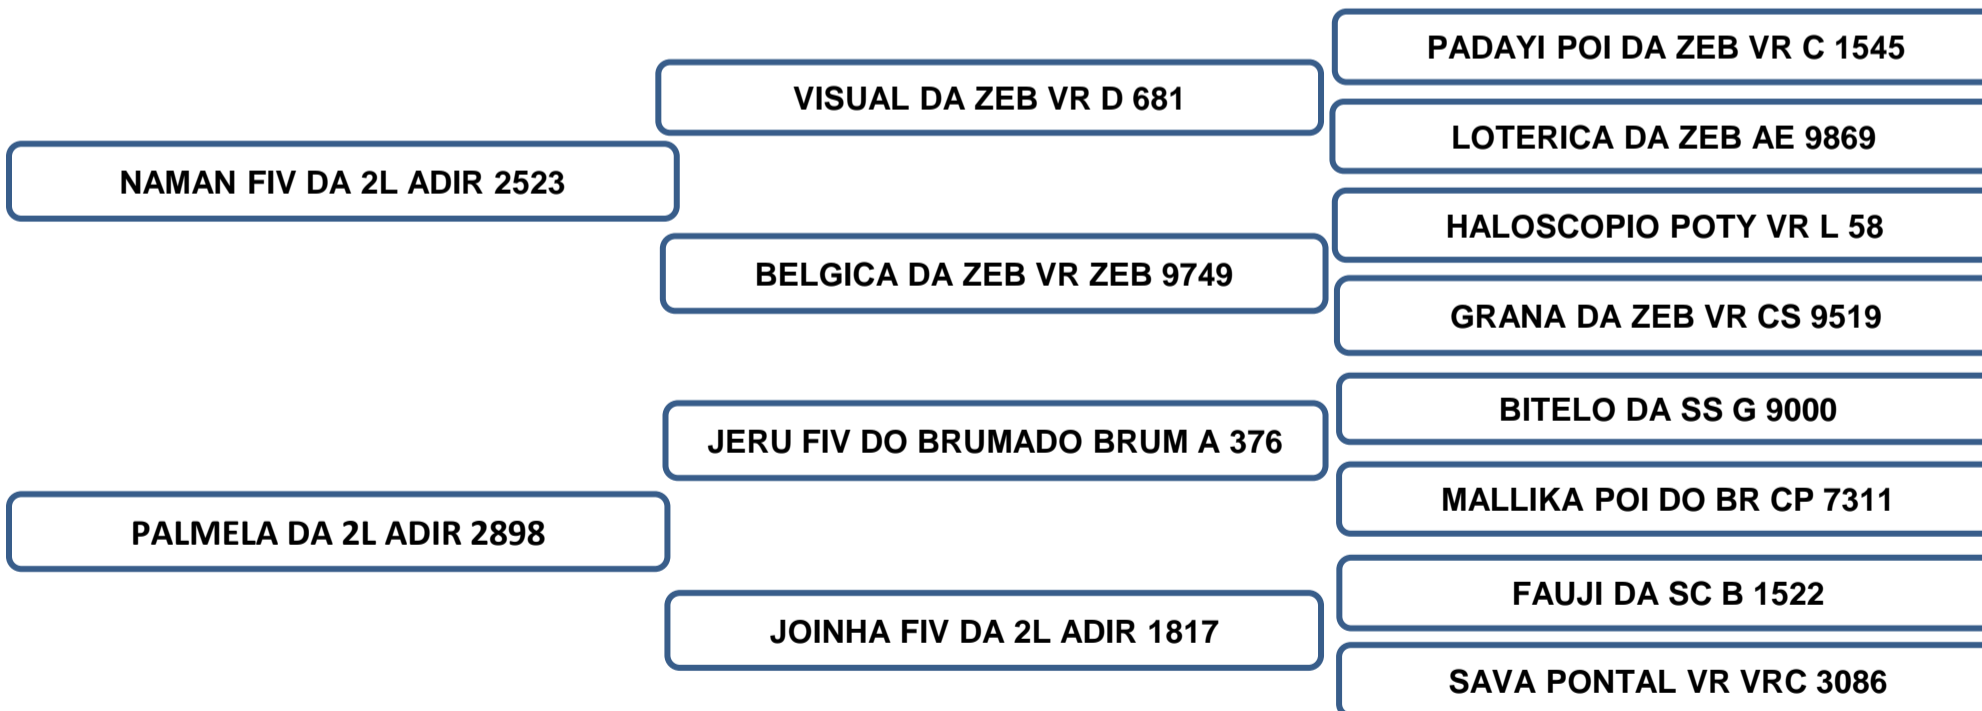 PADAYI POI DA ZEB VR C 1545
VISUAL DA ZEB VR D 681
LOTERICA DA ZEB AE 9869
NAMAN FIV DA 2L ADIR 2523
HALOSCOPIO POTY VR L 58
BELGICA DA ZEB VR ZEB 9749
GRANA DA ZEB VR CS 9519
BITELO DA SS G 9000
JERU FIV DO BRUMADO BRUM A 376
MALLIKA POI DO BR CP 7311
PALMELA DA 2L ADIR 2898
FAUJI DA SC B 1522
JOINHA FIV DA 2L ADIR 1817
SAVA PONTAL VR VRC 3086